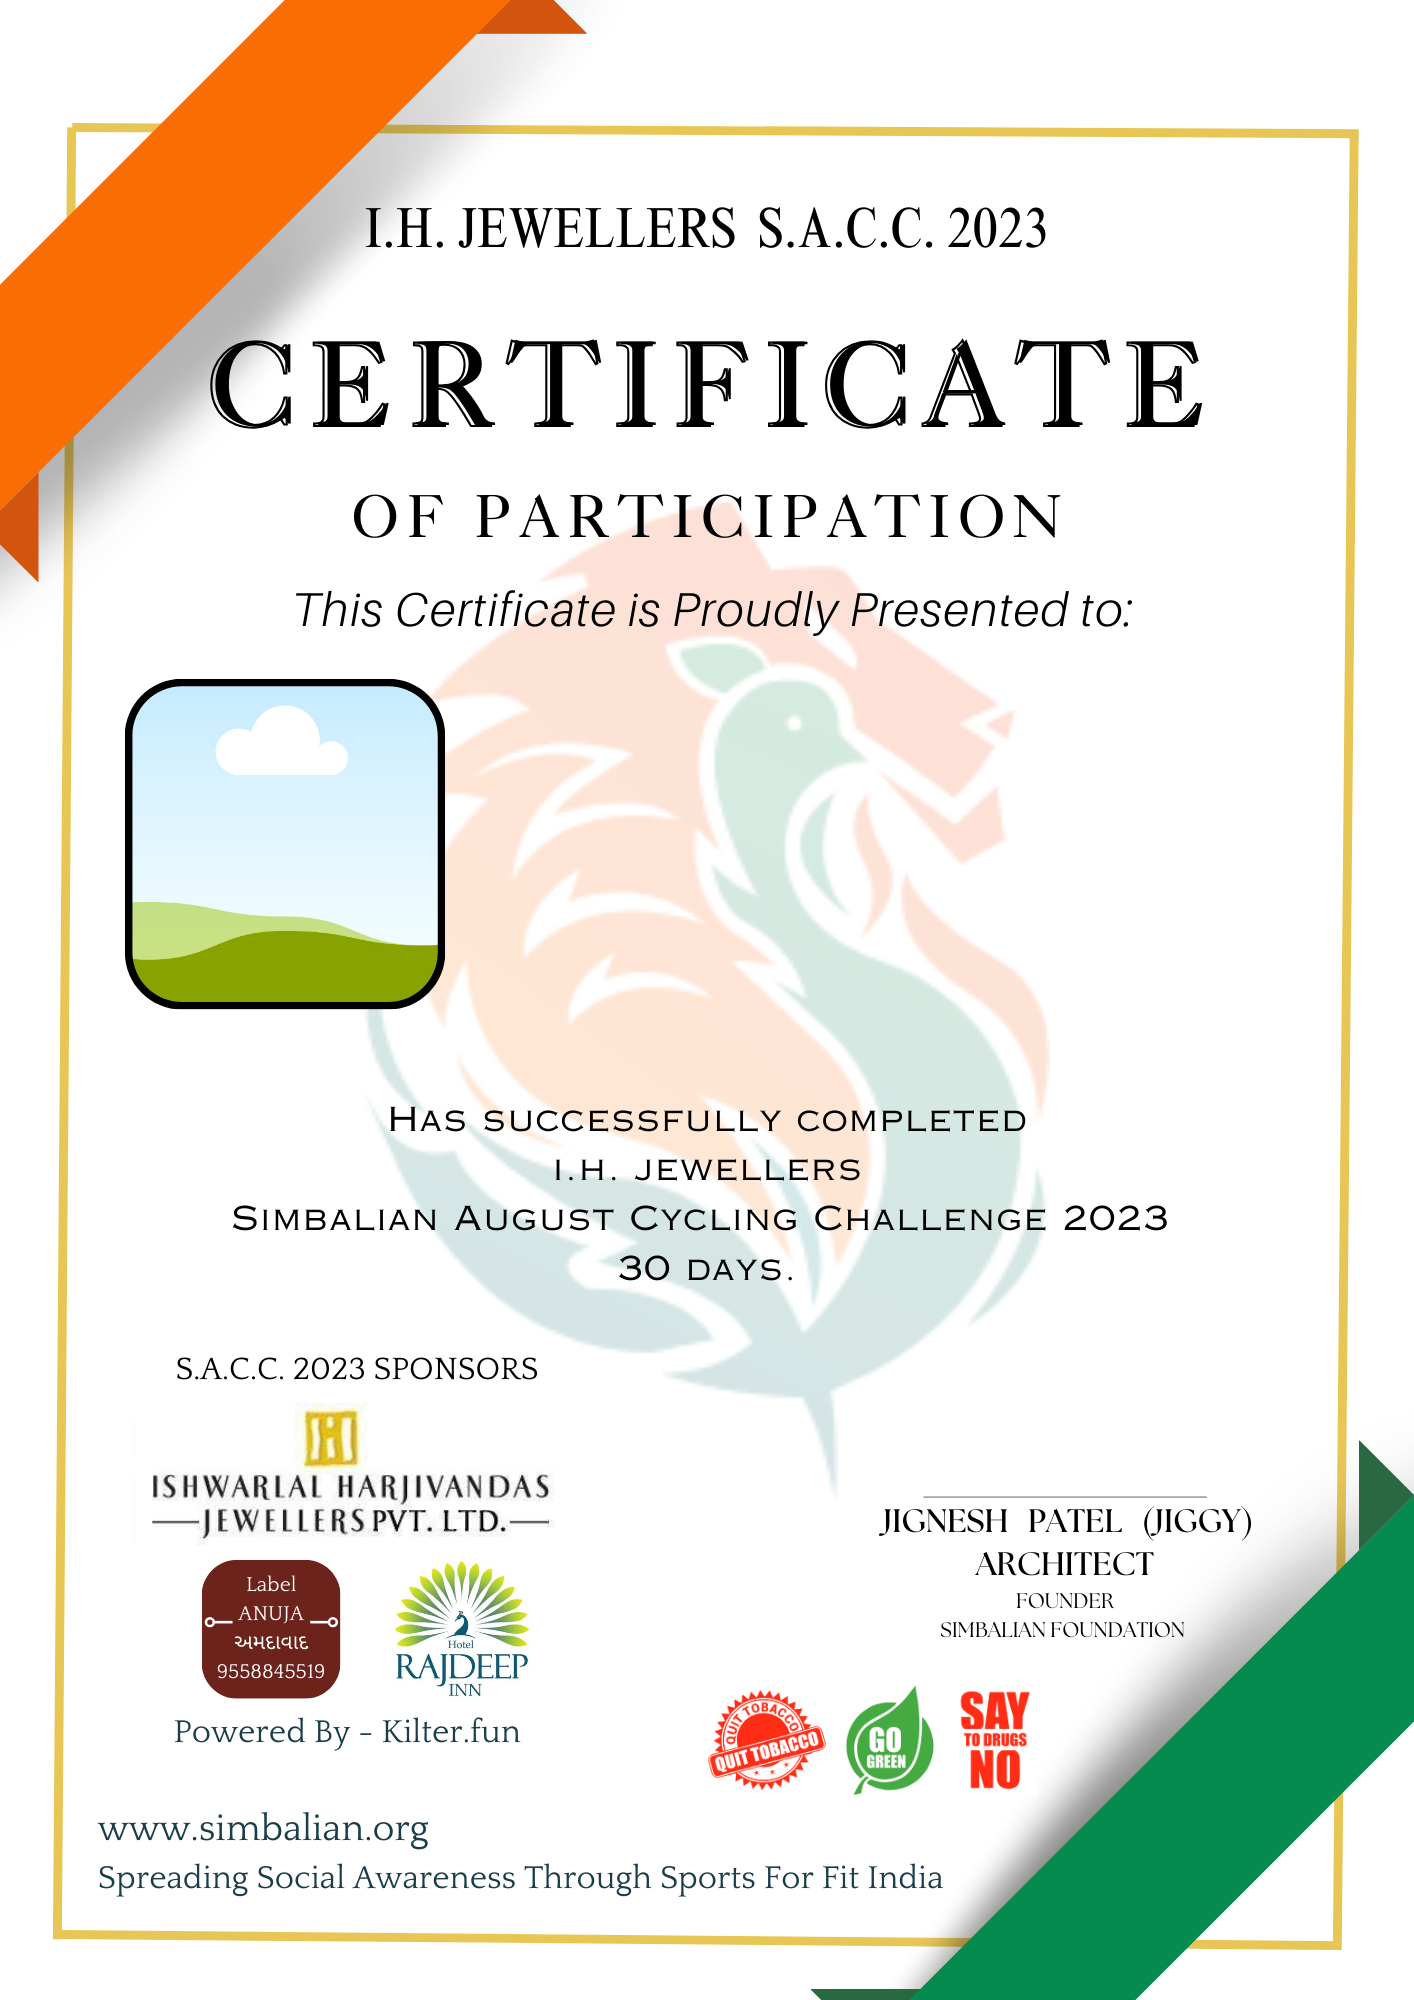 I.H. JEWELLERS S.A.C.C. 2023
CERTIFICATE
OF PARTICIPATION
This Certificate is Proudly Presented to:
HAS SUCCESSFULLY COMPLETED
I.H. JEWELLERS
SIMBALIAN AUGUST CYCLING CHALLENGE 2023
30 DAYS.
S.A.C.C. 2023 SPONSORS
ISHWARLAL HARJIVANDAS
JEWELLERS PVT. LTD.
Label
ANUJA
અમદાવાદ
9558845519
Hotel
RAJDEEP
INN
Powered By - Kilter.fun
JIGNESH PATEL (JIGGY)
ARCHITECT
FOUNDER
SIMBALIAN FOUNDATION
QUIT TOBACCO
QUIT TOBACCO
GO
GREEN
SAY
TO DRUGS
NO
www.simbalian.org
Spreading Social Awareness Through Sports For Fit India